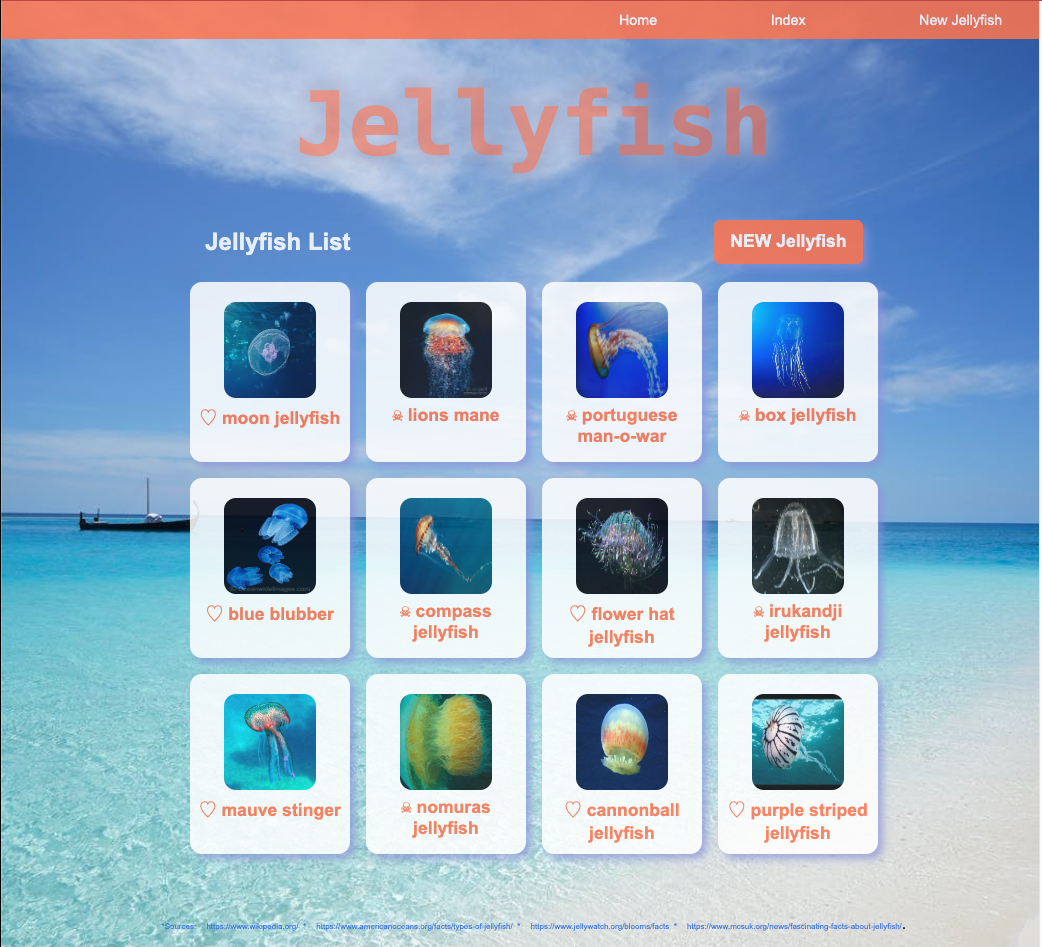 Home Index New Jellyfish
Jellyfish
Jellyfish List NEW Jellyfish
♡ moon jellyfish
☠ lions mane
☠ portuguese
man-o-war
☠ box jellyfish
♡ blue blubber
☠ compass
jellyfish
♡ flower hat
jellyfish
☠ irukandji
jellyfish
♡ mauve stinger
☠ nomuras
jellyfish
♡ cannonball
jellyfish
♡ purple striped
jellyfish
*Sources: https://www.wikipedia.org/ * https://www.americanoceans.org/facts/types-of-jellyfish/ * https://www.jellywatch.org/blooms/facts * https://www.mcsuk.org/news/fascinating-facts-about-jellyfish/.